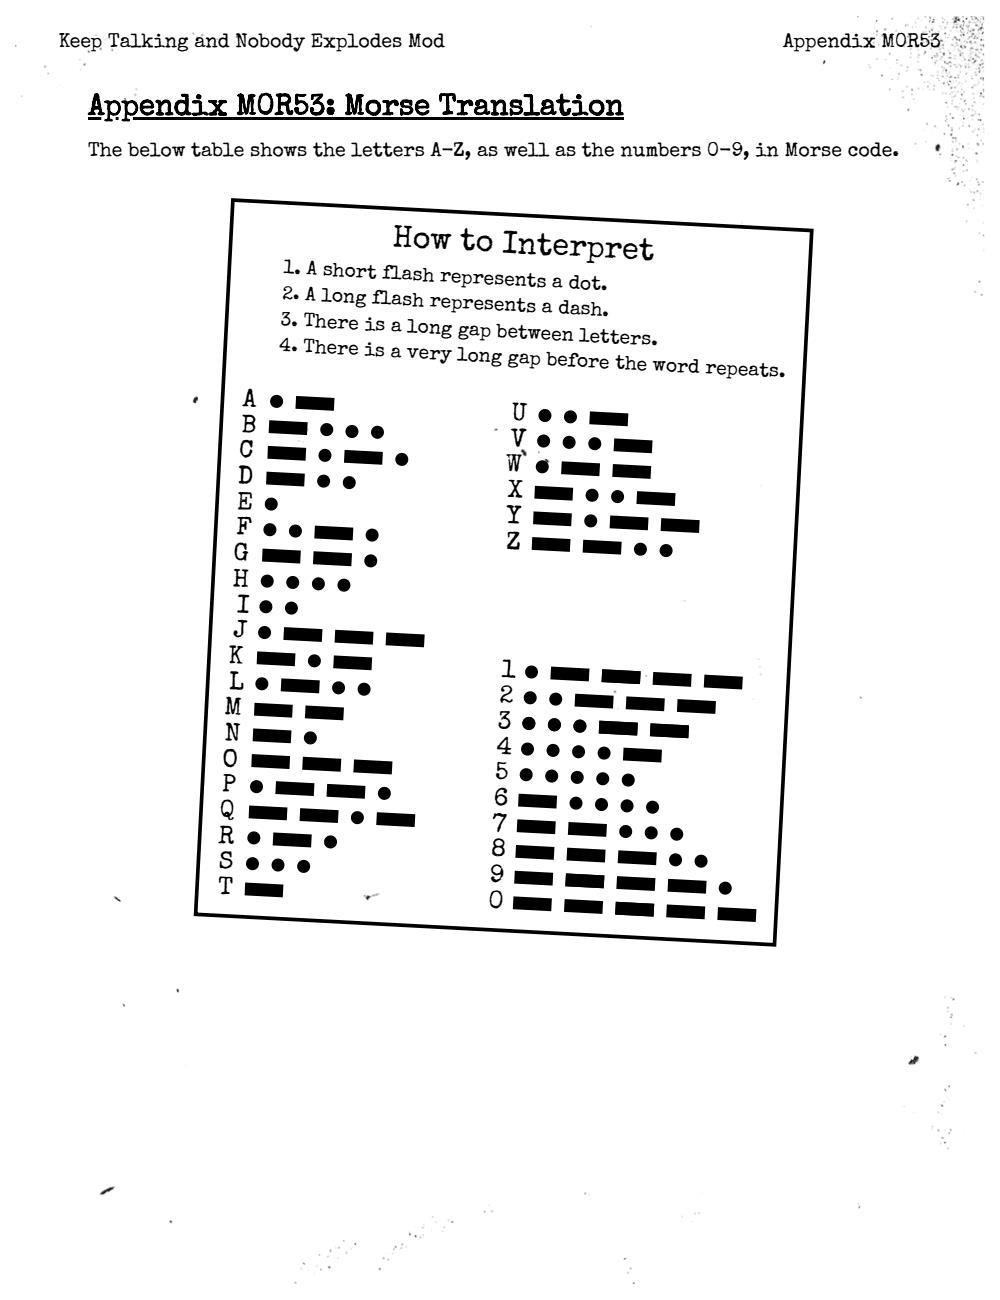 Keep Talking and Nobody Explodes Mod
Appendix MOR53
Appendix MOR53: Morse Translation
The below table shows the letters A-Z, as well as the numbers 0-9, in Morse code.
How to Interpret
1. A short flash represents a dot.
2. A long flash represents a dash.
3. There is a long gap between letters.
4. There is a very long gap before the word repeats.
A
B
C
D
E
F
G
H
I
J
K
L
M
N
O
P
Q
R
S
T
U
V
W
X
Y
Z
1
2
3
4
5
6
7
8
9
0